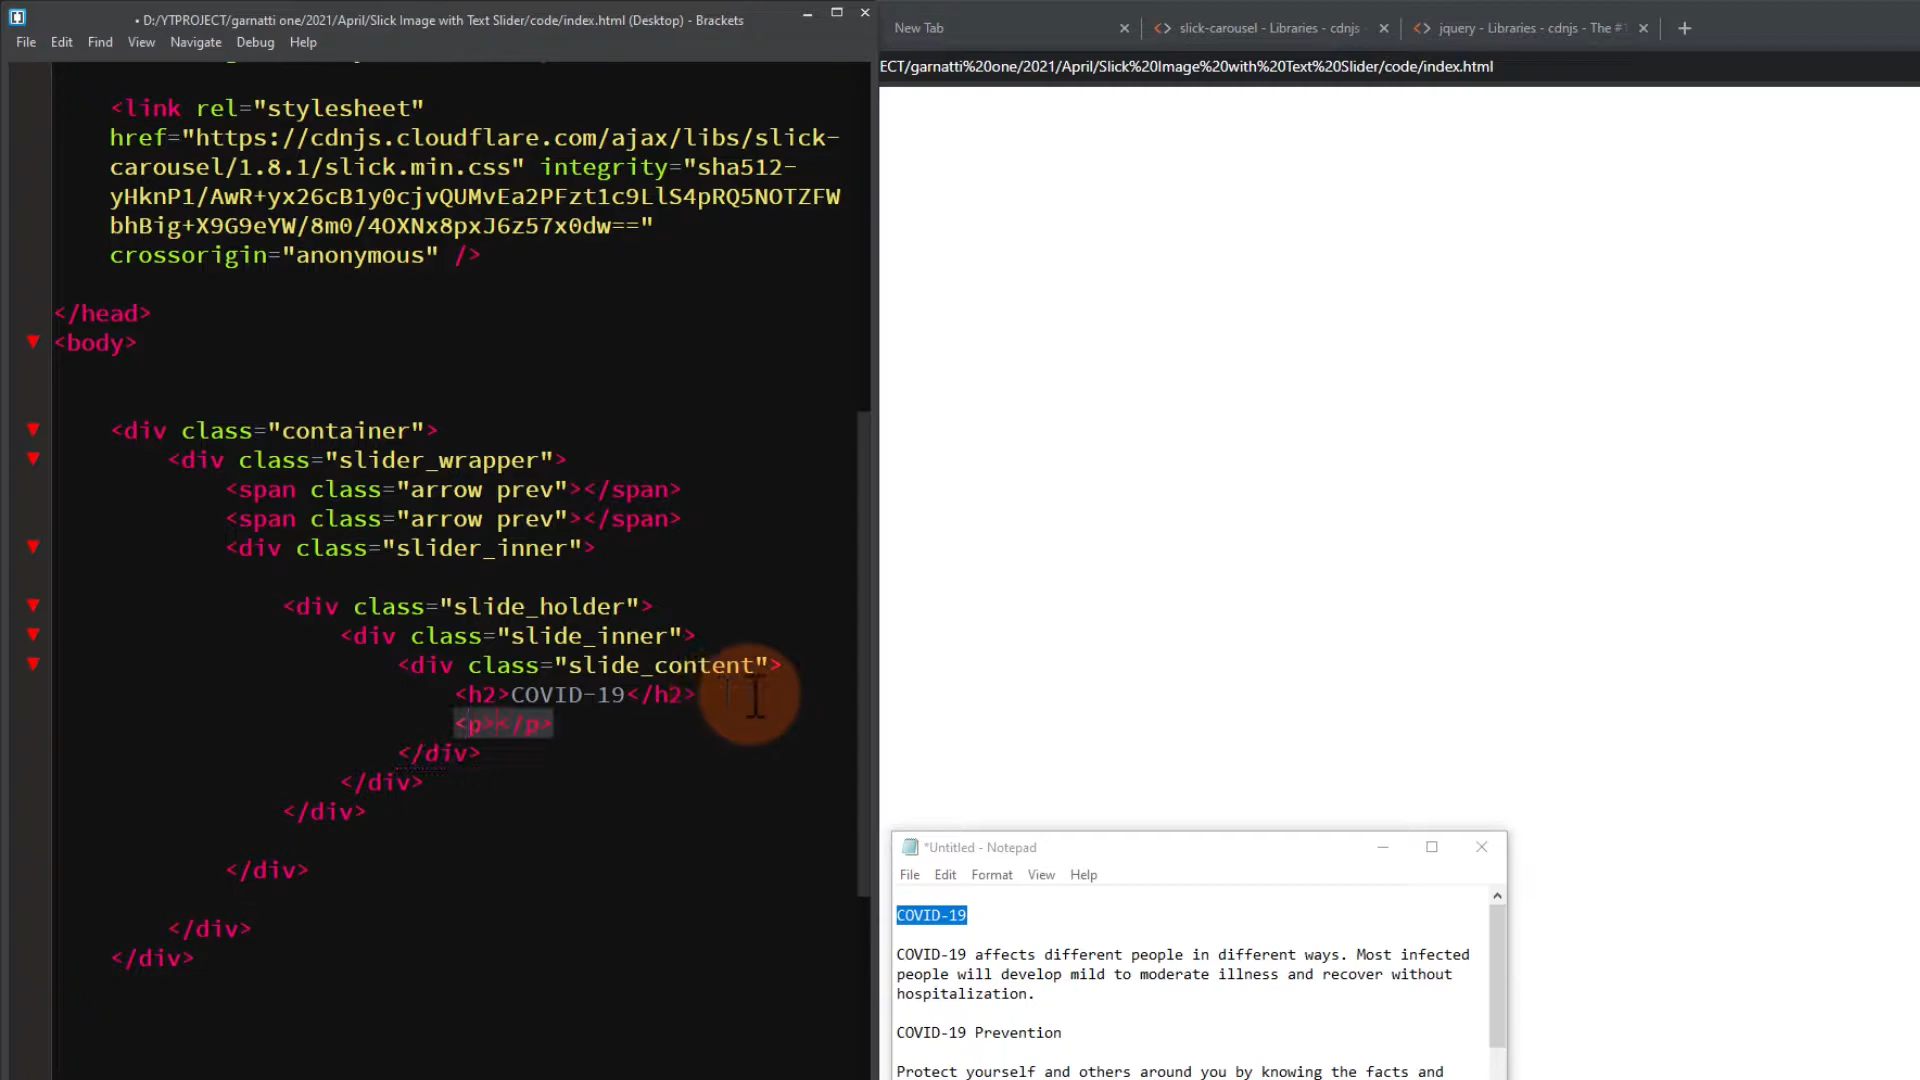 • D:/YTPROJECT/garnatti one/2021/April/Slick Image with Text Slider/code/index.html (Desktop) - Brackets
File Edit Find View Navigate Debug Help
<link rel="stylesheet"
href="https://cdnjs.cloudflare.com/ajax/libs/slick-
carousel/1.8.1/slick.min.css" integrity="sha512-
yHknP1/AwR+yx26cB1y0cjvQUMvEa2PFzt1c9LlS4pRQ5NOTZFW
bhBig+X9G9eYW/8m0/4OXNx8pxJ6z57x0dw=="
crossorigin="anonymous" />
</head>
<body>
<div class="container">
<div class="slider_wrapper">
<span class="arrow prev"></span>
<span class="arrow prev"></span>
<div class="slider_inner">
<div class="slide_holder">
<div class="slide_inner">
<div class="slide_content">
<h2>COVID-19</h2>
<p></p>
</div>
</div>
</div>
</div>
</div>
</div>
New Tab
slick-carousel - Libraries - cdnjs
jquery - Libraries - cdnjs - The #1
ECT/garnatti%20one/2021/April/Slick%20Image%20with%20Text%20Slider/code/index.html
*Untitled - Notepad
File Edit Format View Help
COVID-19
COVID-19 affects different people in different ways. Most infected
people will develop mild to moderate illness and recover without
hospitalization.
COVID-19 Prevention
Protect yourself and others around you by knowing the facts and